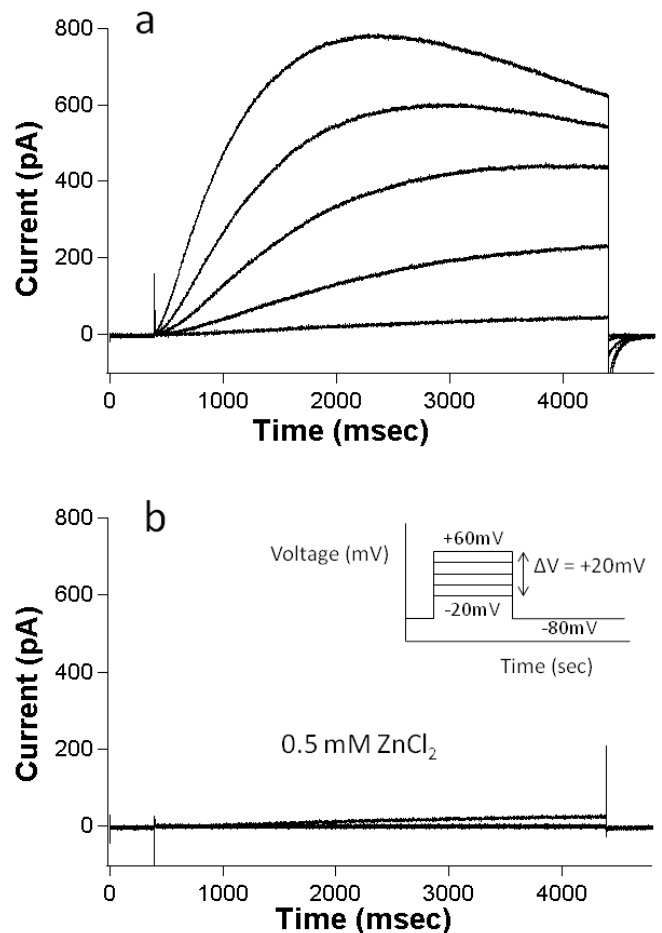 a
800
600
400
200
0
Current (pA)
0 1000 2000 3000 4000
Time (msec)
b
800
600
400
200
0
Current (pA)
Voltage (mV)
+60mV
ΔV = +20mV
-20mV
-80mV
Time (sec)
0.5 mM ZnCl₂
0 1000 2000 3000 4000
Time (msec)